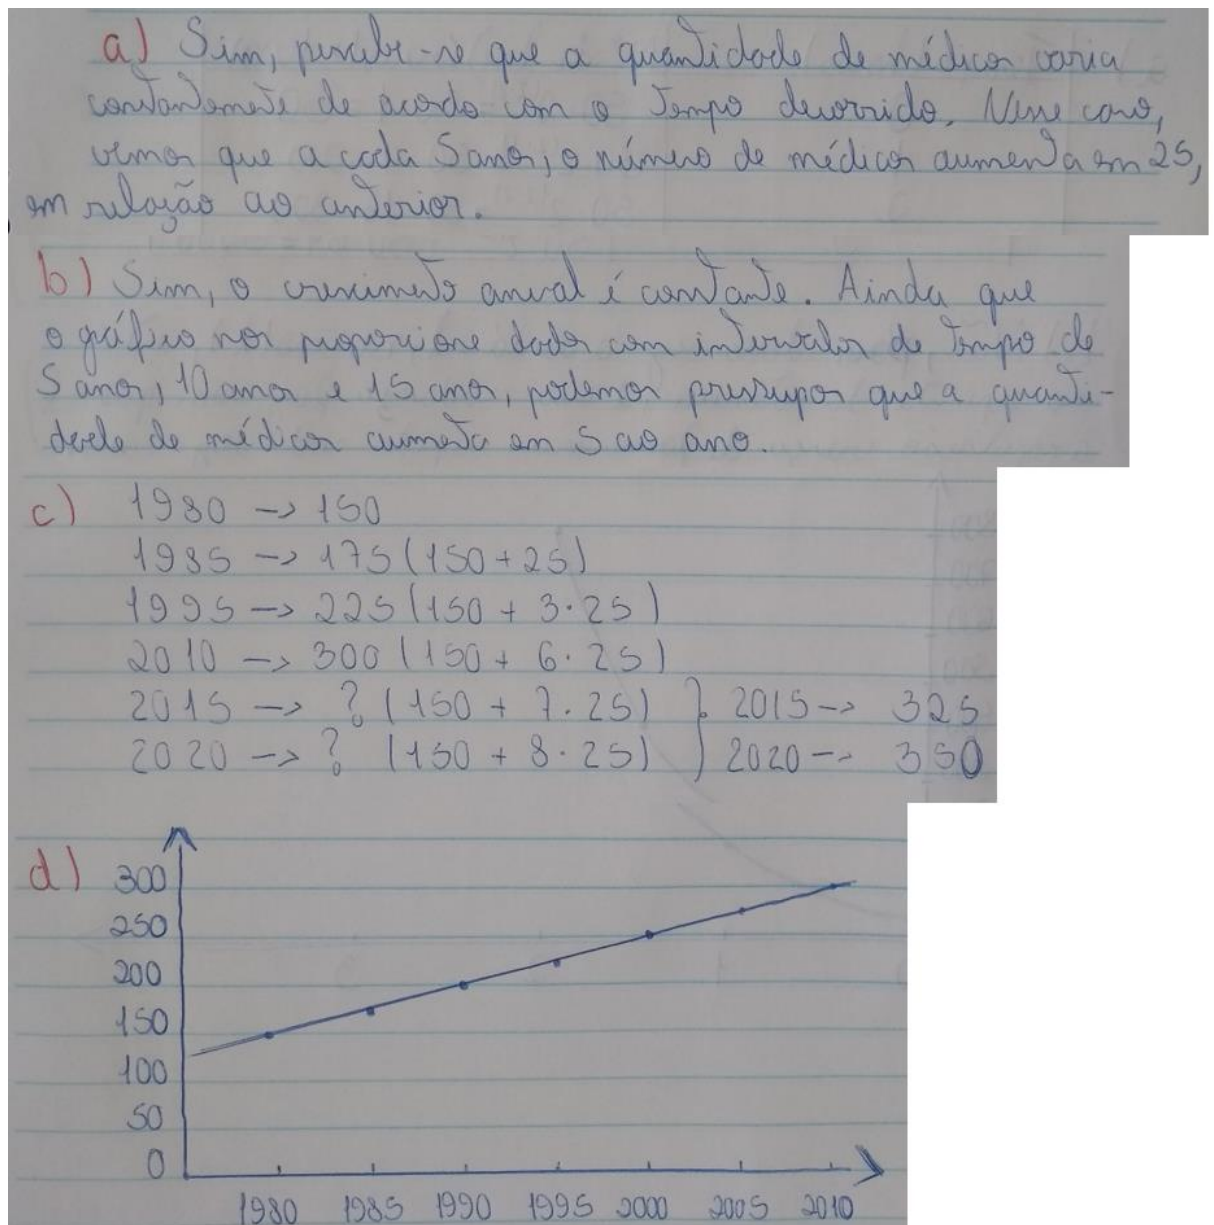 a) Sim, percebe-se que a quantidade de médicos varia
constantemente de acordo com o tempo decorrido. Nesse caso,
vemos que a cada 5 anos, o número de médicos aumenta em 25,
em relação ao anterior.
b) Sim, o crescimento anual é constante. Ainda que
o gráfico nos proporcione dados com intervalos de tempo de
5 anos, 10 anos e 15 anos, podemos pressupor que a quanti-
dade de médicos aumenta em 5 ao ano.
c) 1980 -> 150
1985 -> 175 (150 + 25)
1995 -> 225 (150 + 3·25)
2010 -> 300 (150 + 6·25)
2015 -> ? (150 + 7·25) } 2015 -> 325
2020 -> ? (150 + 8·25) } 2020 -> 350
d) 300
250
200
150
100
50
0
1980 1985 1990 1995 2000 2005 2010